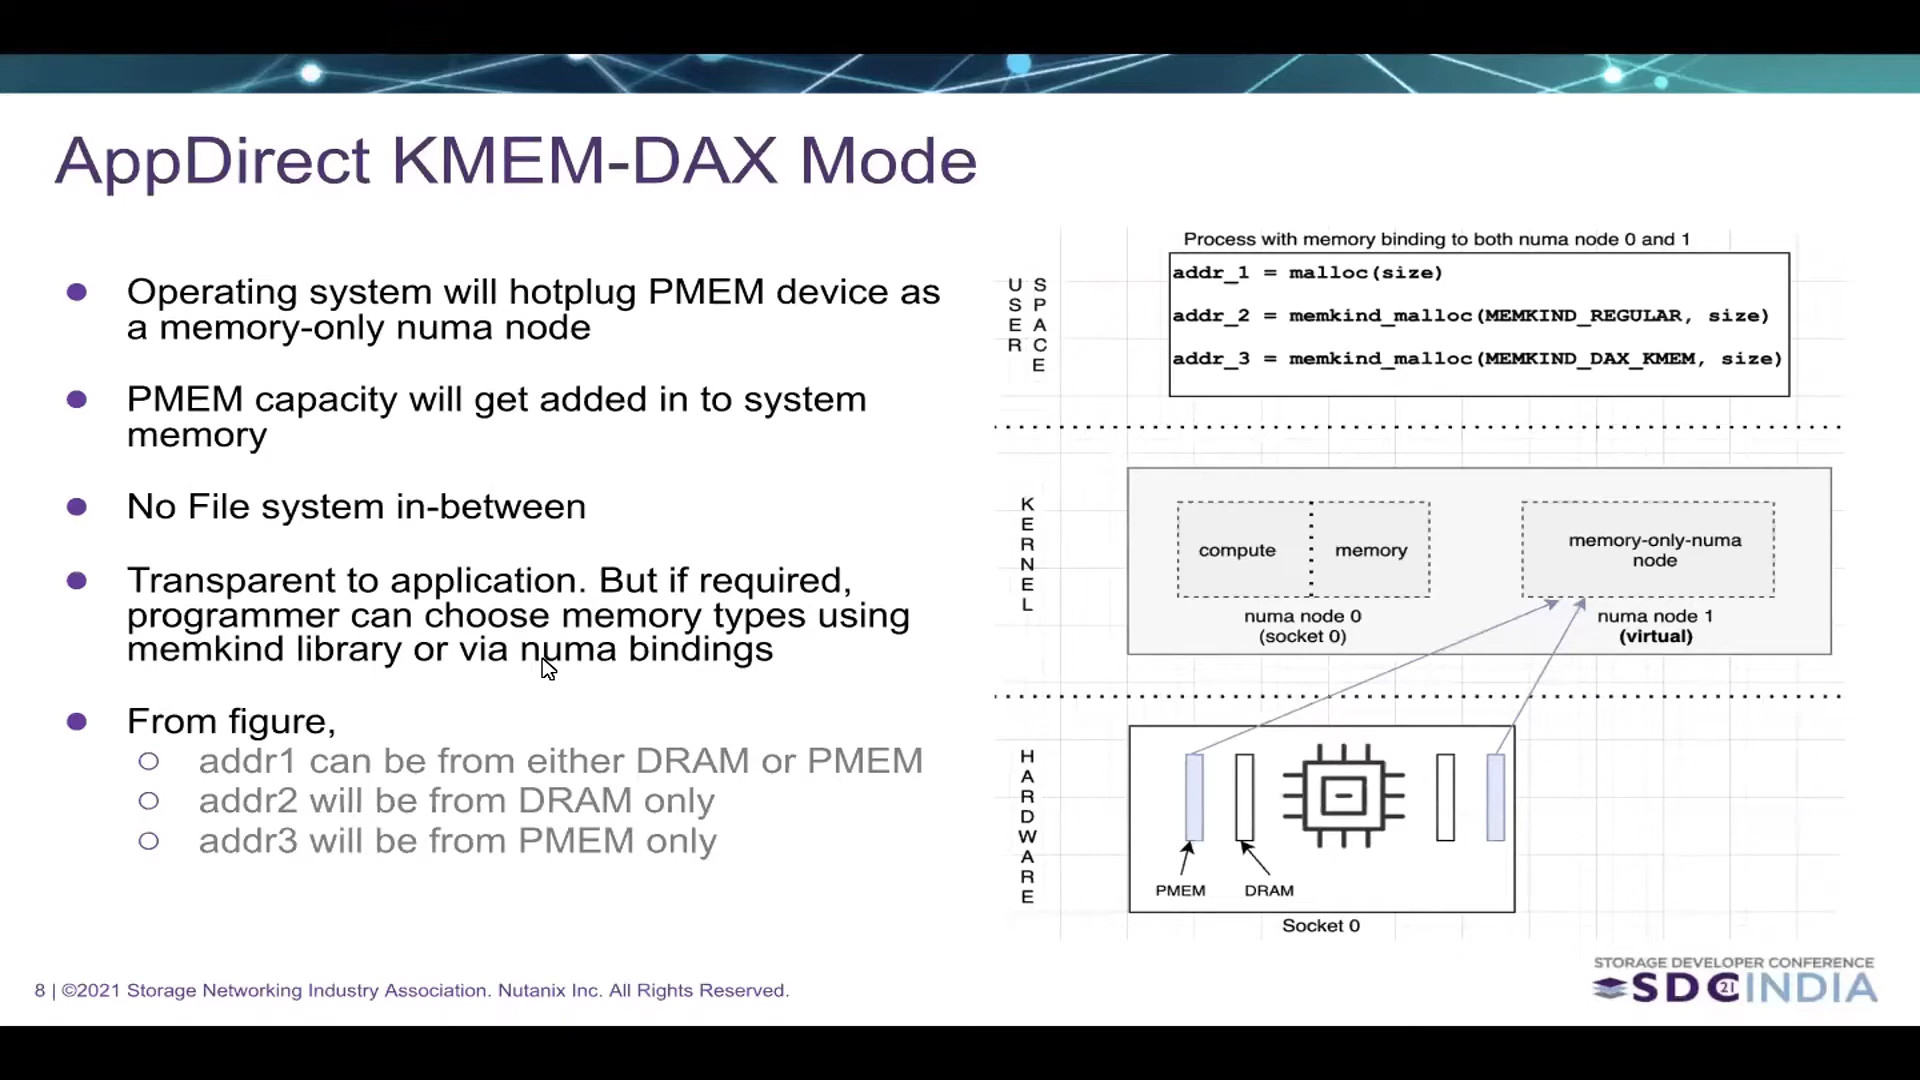 AppDirect KMEM-DAX Mode
Operating system will hotplug PMEM device as
a memory-only numa node
PMEM capacity will get added in to system
memory
No File system in-between
Transparent to application. But if required,
programmer can choose memory types using
memkind library or via numa bindings
From figure,
addr1 can be from either DRAM or PMEM
addr2 will be from DRAM only
addr3 will be from PMEM only
Process with memory binding to both numa node 0 and 1
USER SPACE
addr_1 = malloc(size)
addr_2 = memkind_malloc(MEMKIND_REGULAR, size)
addr_3 = memkind_malloc(MEMKIND_DAX_KMEM, size)
KERNEL
compute
memory
numa node 0
(socket 0)
memory-only-numa
node
numa node 1
(virtual)
HARDWARE
PMEM
DRAM
Socket 0
8 | ©2021 Storage Networking Industry Association. Nutanix Inc. All Rights Reserved.
STORAGE DEVELOPER CONFERENCE
SDC 21 INDIA